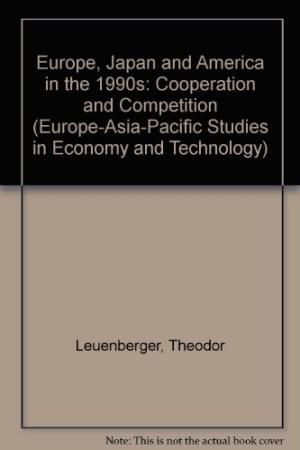 Europe, Japan and America
in the 1990s: Cooperation
and Competition
(Europe-Asia-Pacific Studies
in Economy and Technology)
Leuenberger, Theodor
Note: This is not the actual book cover